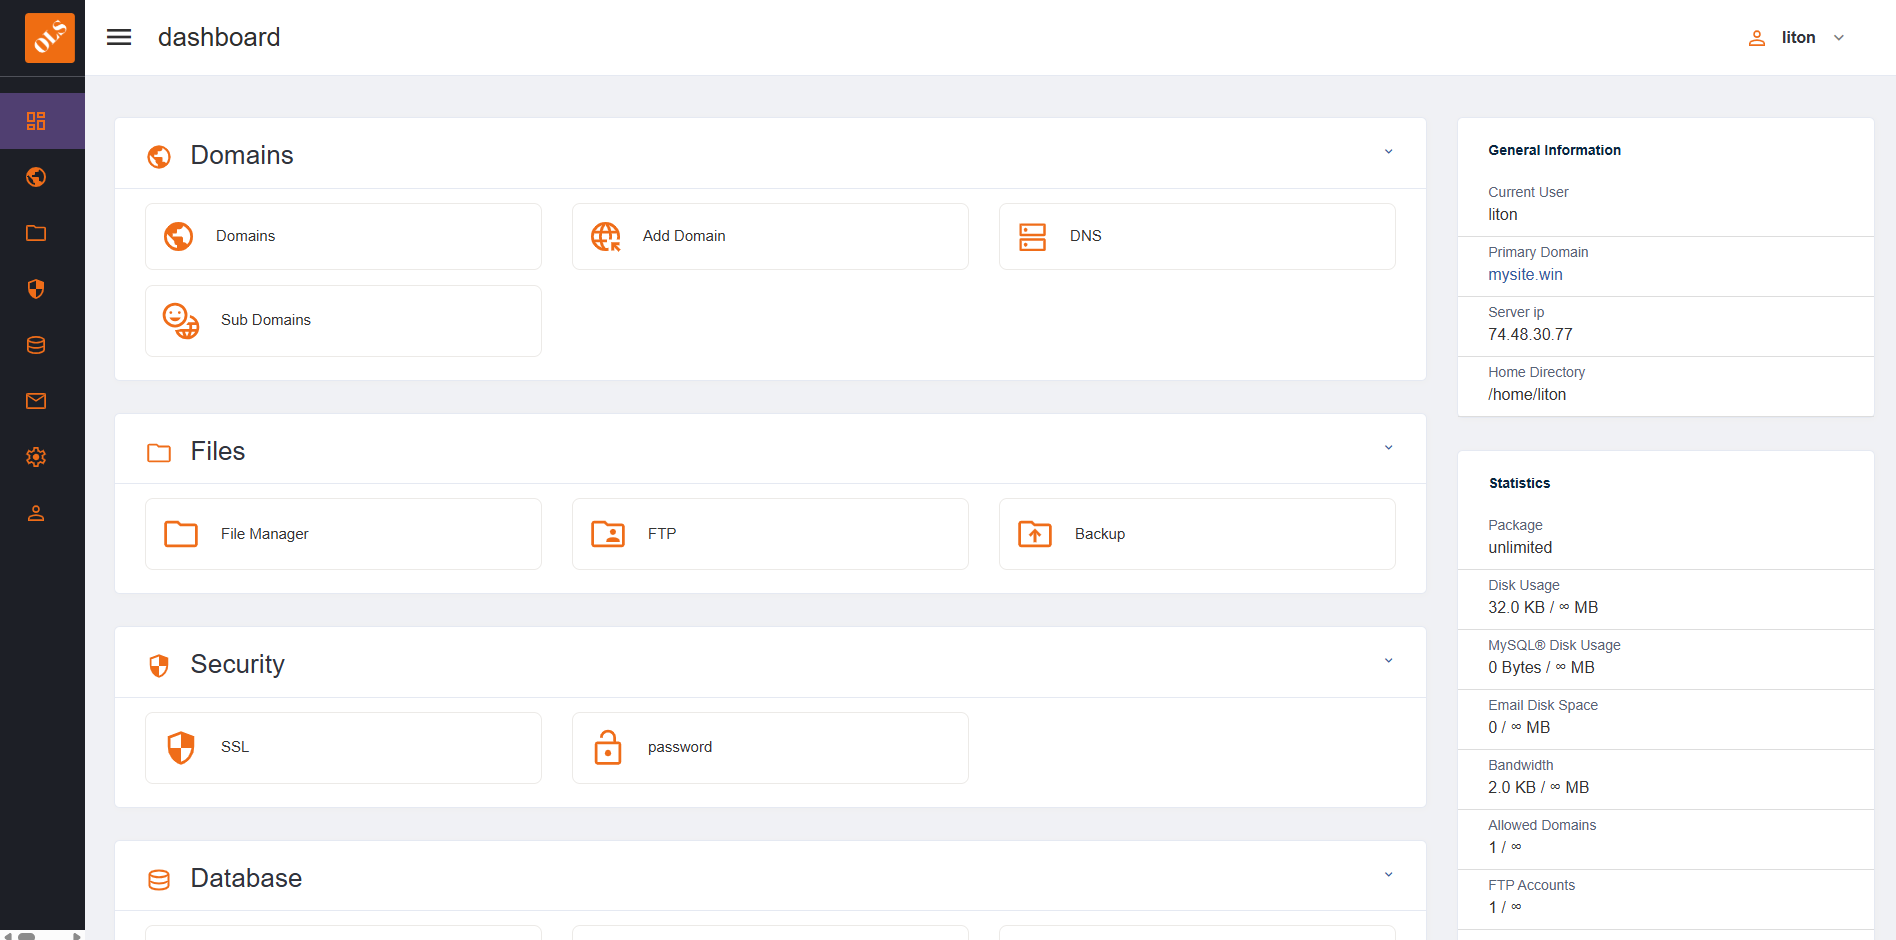 OLS
dashboard
liton
Domains
Domains
Add Domain
DNS
Sub Domains
Files
File Manager
FTP
Backup
Security
SSL
password
Database
General Information
Current User
liton
Primary Domain
mysite.win
Server ip
74.48.30.77
Home Directory
/home/liton
Statistics
Package
unlimited
Disk Usage
32.0 KB / ∞ MB
MySQL® Disk Usage
0 Bytes / ∞ MB
Email Disk Space
0 / ∞ MB
Bandwidth
2.0 KB / ∞ MB
Allowed Domains
1 / ∞
FTP Accounts
1 / ∞